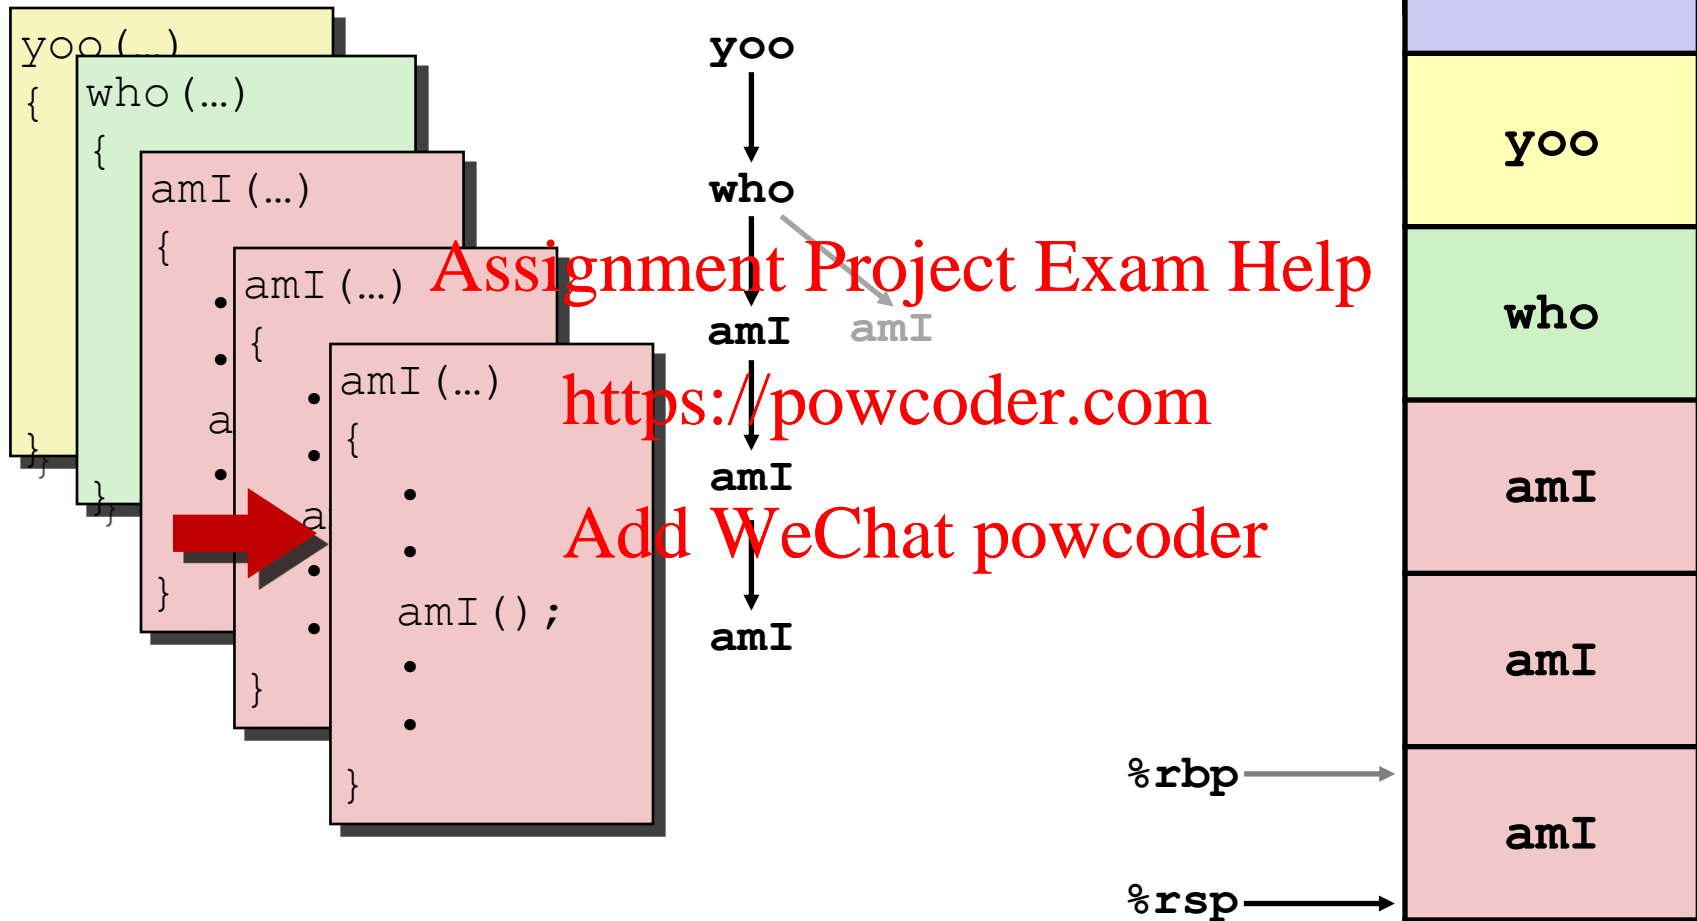 yoo(…)
{
}
}
who(…)
{
}
}
amI(…)
{
•
•
a
•
}
amI(…)
{
•
•
a
•
•
}
amI(…)
{
•
•
amI();
•
•
}
yoo
who
amI amI
amI
amI
Assignment Project Exam Help
https://powcoder.com
Add WeChat powcoder
%rbp
%rsp
yoo
who
amI
amI
amI